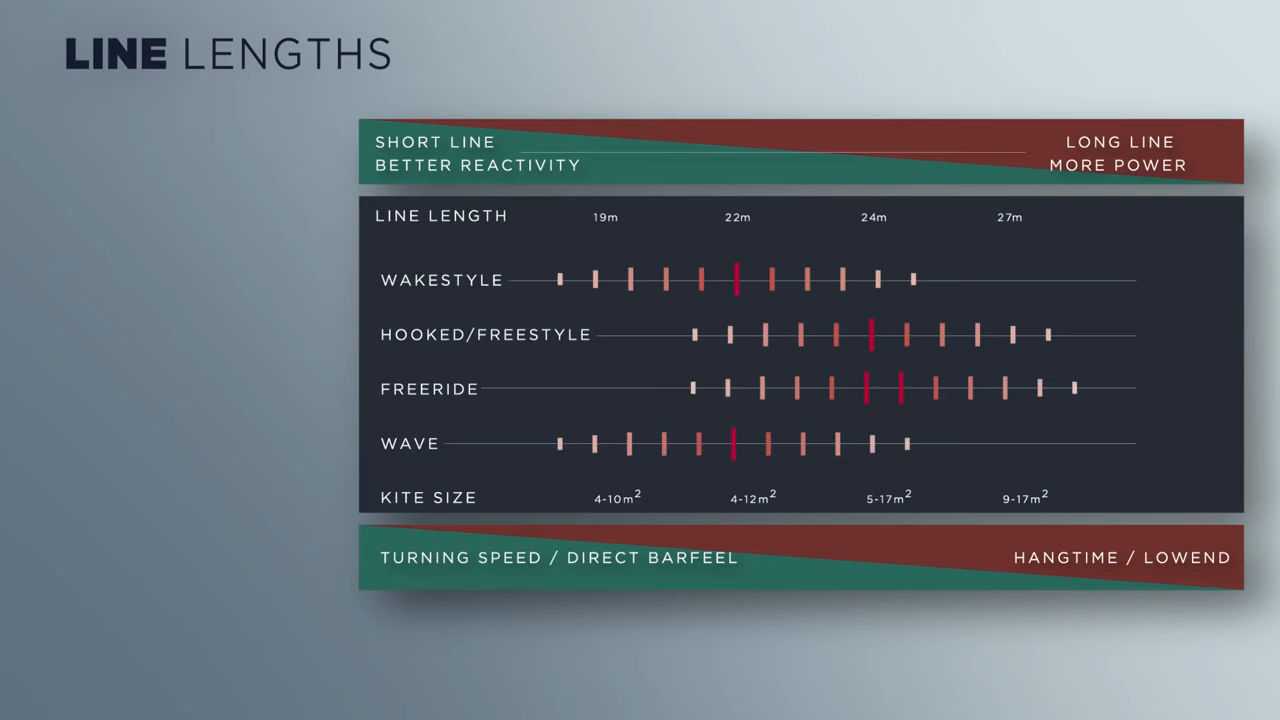 LINE LENGTHS
SHORT LINE
BETTER REACTIVITY
LONG LINE
MORE POWER
LINE LENGTH 19m 22m 24m 27m
WAKESTYLE
HOOKED/FREESTYLE
FREERIDE
WAVE
KITE SIZE 4-10m² 4-12m² 5-17m² 9-17m²
TURNING SPEED / DIRECT BARFEEL HANGTIME / LOWEND